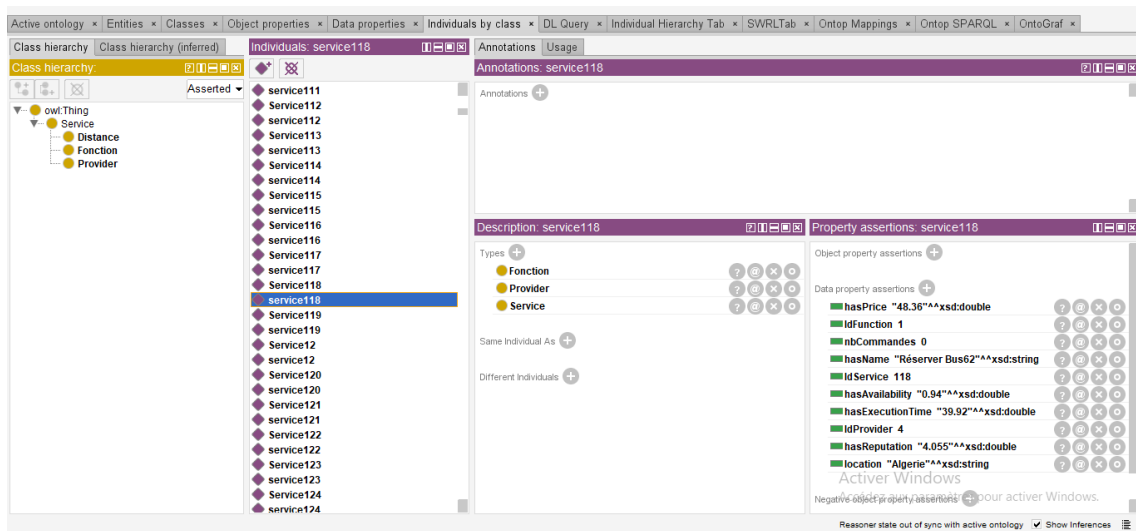 Active ontology × Entities × Classes × Object properties × Data properties × Individuals by class × DL Query × Individual Hierarchy Tab × SWRLTab × Ontop Mappings × Ontop SPARQL × OntoGraf ×
Class hierarchy Class hierarchy (inferred)
Class hierarchy:
Asserted
owl:Thing
Service
Distance
Fonction
Provider
Individuals: service118
service111
Service112
service112
Service113
service113
Service114
service114
Service115
service115
Service116
service116
Service117
service117
Service118
service118
Service119
service119
Service12
service12
Service120
service120
Service121
service121
Service122
service122
Service123
service123
Service124
service124
Annotations Usage
Annotations: service118
Annotations
Description: service118
Types
Fonction
Provider
Service
Same Individual As
Different Individuals
Property assertions: service118
Object property assertions
Data property assertions
hasPrice "48.36"^^xsd:double
IdFunction 1
nbCommandes 0
hasName "Réserver Bus62"^^xsd:string
IdService 118
hasAvailability "0.94"^^xsd:double
hasExecutionTime "39.92"^^xsd:double
IdProvider 4
hasReputation "4.055"^^xsd:double
location "Algerie"^^xsd:string
Activer Windows
Accédez aux paramètres pour activer Windows.
Negative object property assertions
Reasoner state out of sync with active ontology Show Inferences